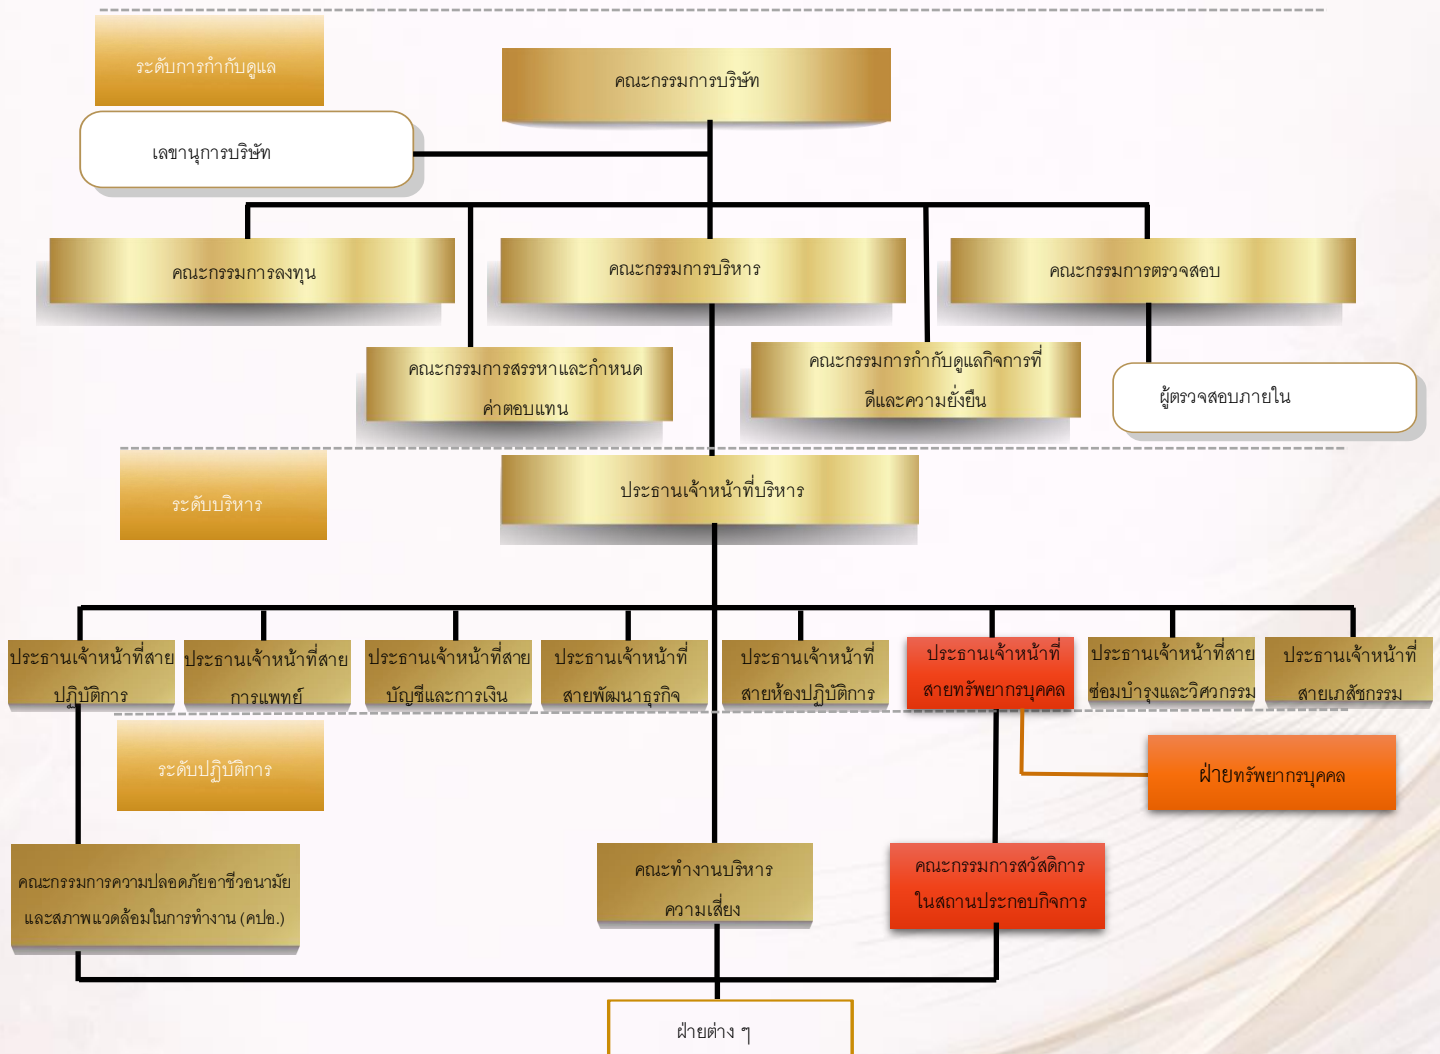 ระดับการกำกับดูแล
คณะกรรมการบริษัท
เลขานุการบริษัท
คณะกรรมการลงทุน
คณะกรรมการบริหาร
คณะกรรมการตรวจสอบ
คณะกรรมการสรรหาและกำหนด
ค่าตอบแทน
คณะกรรมการกำกับดูแลกิจการที่
ดีและความยั่งยืน
ผู้ตรวจสอบภายใน
ระดับบริหาร
ประธานเจ้าหน้าที่บริหาร
ประธานเจ้าหน้าที่สาย
ปฏิบัติการ
ประธานเจ้าหน้าที่สาย
การแพทย์
ประธานเจ้าหน้าที่สาย
บัญชีและการเงิน
ประธานเจ้าหน้าที่
สายพัฒนาธุรกิจ
ประธานเจ้าหน้าที่
สายห้องปฏิบัติการ
ประธานเจ้าหน้าที่
สายทรัพยากรบุคคล
ประธานเจ้าหน้าที่สาย
ซ่อมบำรุงและวิศวกรรม
ประธานเจ้าหน้าที่
สายเภสัชกรรม
ระดับปฏิบัติการ
ฝ่ายทรัพยากรบุคคล
คณะกรรมการความปลอดภัยอาชีวอนามัย
และสภาพแวดล้อมในการทำงาน (คปอ.)
คณะทำงานบริหาร
ความเสี่ยง
คณะกรรมการสวัสดิการ
ในสถานประกอบกิจการ
ฝ่ายต่าง ๆ